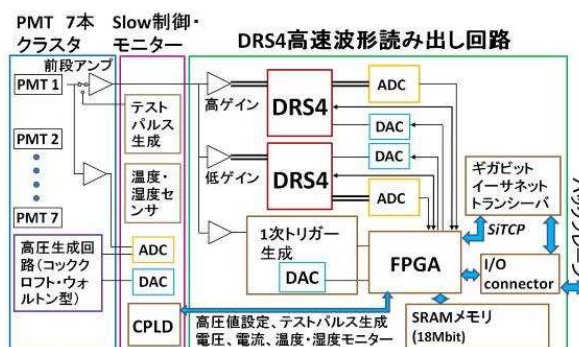 PMT 7本
クラスタ
Slow制御・
モニター
DRS4高速波形読み出し回路
前段アンプ
PMT 1
PMT 2
PMT 7
高圧生成回
路(コックク
ロフト・ウォ
ルトン型)
テスト
パルス
生成
温度・
湿度セ
ンサ
ADC
DAC
CPLD
高ゲイン
DRS4
ADC
DAC
低ゲイン
DRS4
DAC
ADC
1次トリガー
生成
DAC
FPGA
ギガビット
イーサネット
トランシーバ
SiTCP
I/O
connector
SRAMメモリ
(18Mbit)
高圧値設定、テストパルス生成
電圧、電流、温度・湿度モニター